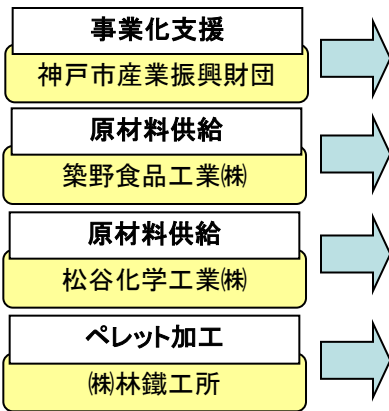 事業化支援
神戸市産業振興財団
原材料供給
築野食品工業㈱
原材料供給
松谷化学工業㈱
ペレット加工
㈱林鐵工所